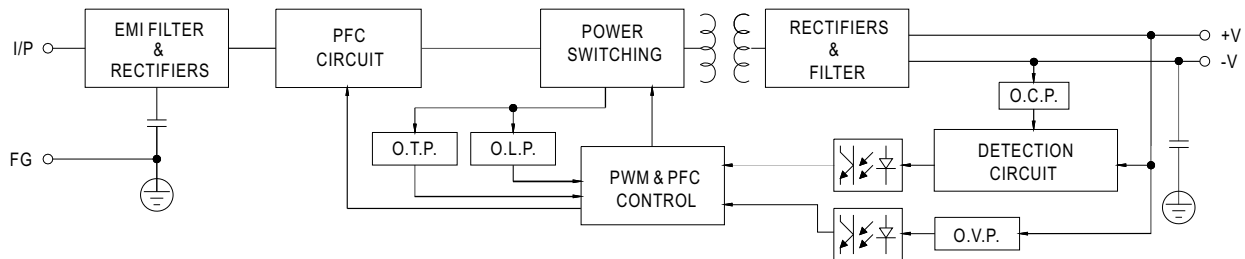 I/P
EMI FILTER
&
RECTIFIERS
PFC
CIRCUIT
POWER
SWITCHING
RECTIFIERS
&
FILTER
+V
-V
O.C.P.
FG
O.T.P.
O.L.P.
PWM & PFC
CONTROL
DETECTION
CIRCUIT
O.V.P.